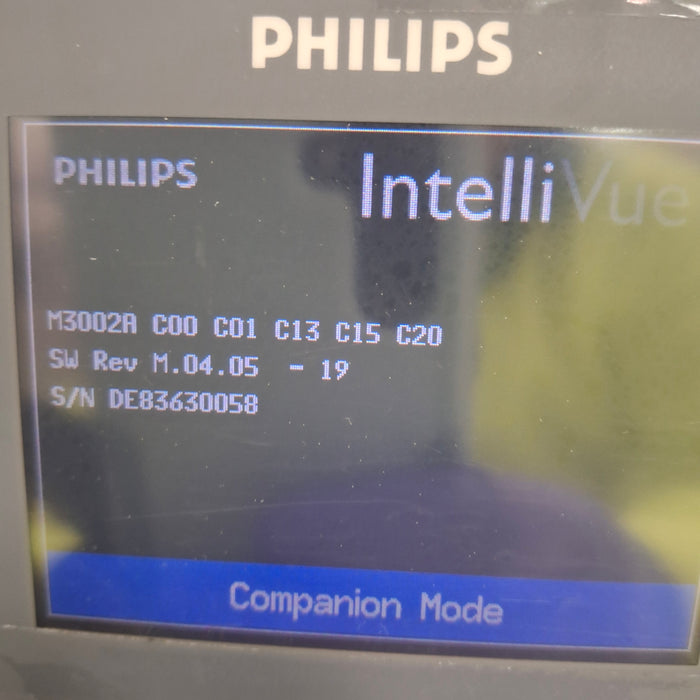 PHILIPS
PHILIPS
IntelliVue
M3002A C00 C01 C13 C15 C20
SW Rev M.04.05 - 19
S/N DE83630058
Companion Mode